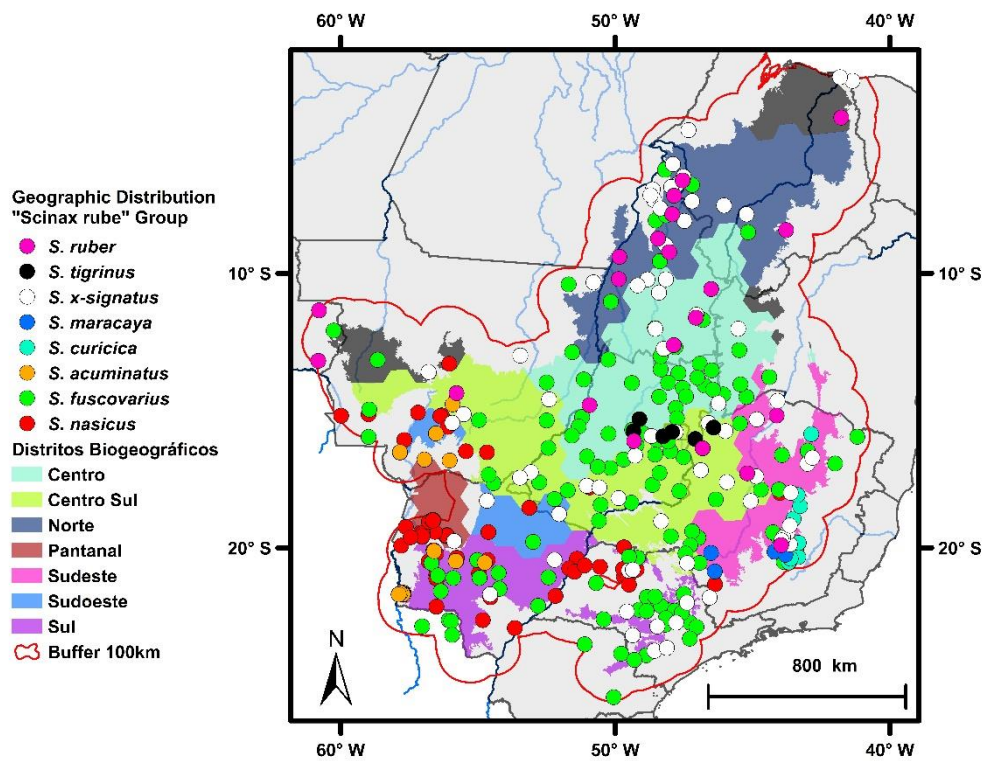 60° W 50° W 40° W
Geographic Distribution
"Scinax rube" Group
S. ruber
S. tigrinus
S. x-signatus
S. maracaya
S. curicica
S. acuminatus
S. fuscovarius
S. nasicus
Distritos Biogeográficos
Centro
Centro Sul
Norte
Pantanal
Sudeste
Sudoeste
Sul
Buffer 100km
10° S 10° S
20° S 20° S
N
800 km
60° W 50° W 40° W